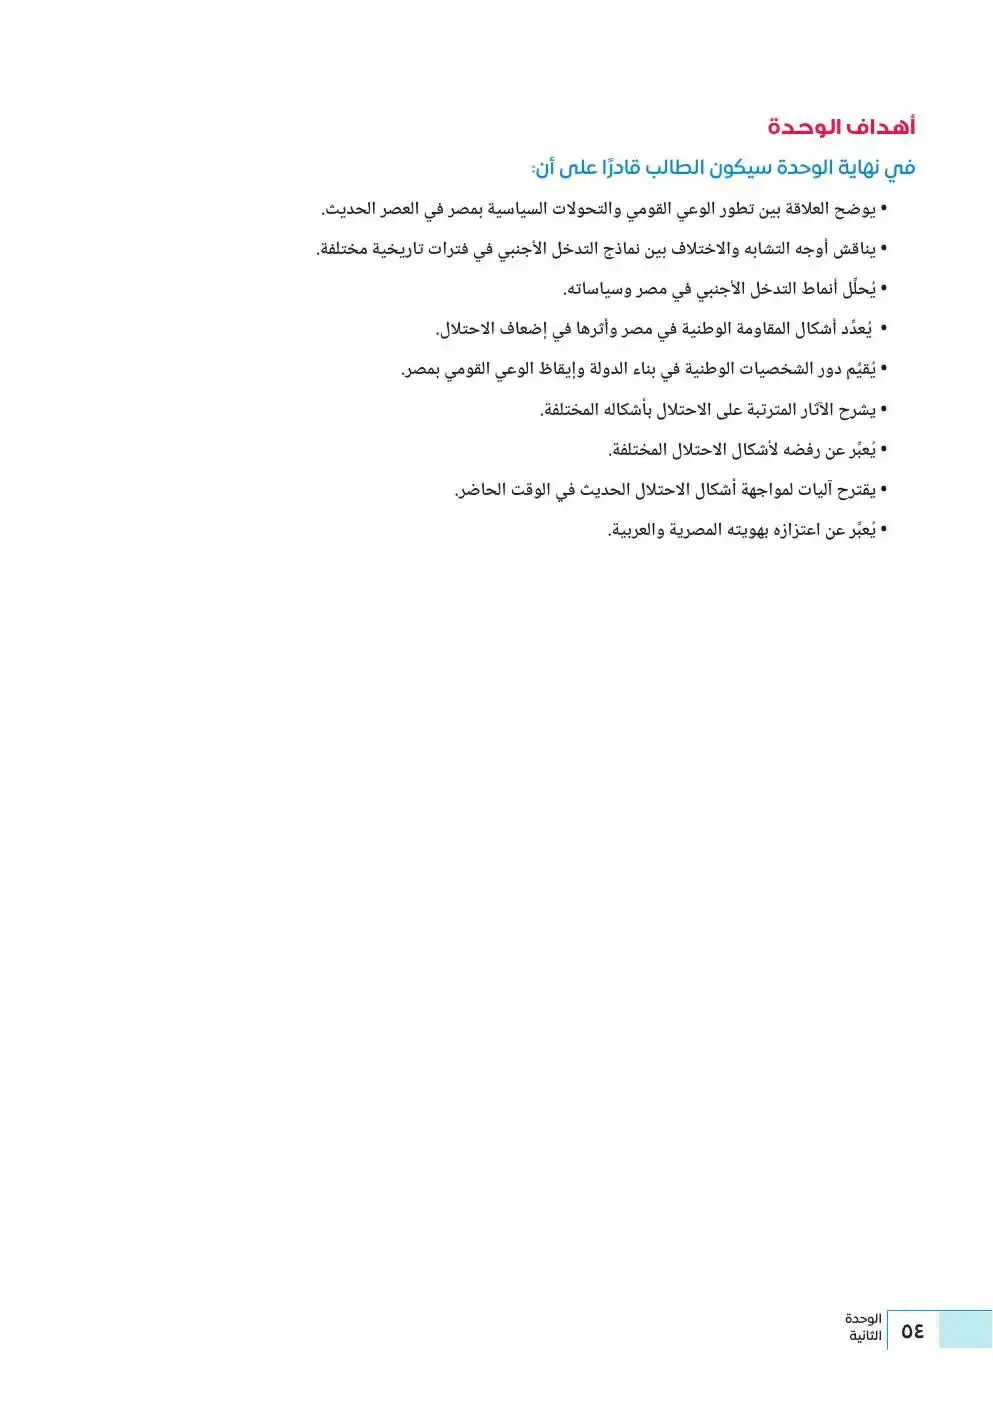 أهداف الوحدة
في نهاية الوحدة سيكون الطالب قادرًا على أن:
• يوضح العلاقة بين تطور الوعي القومي والتحولات السياسية بمصر في العصر الحديث.
• يناقش أوجه التشابه والاختلاف بين نماذج التدخل الأجنبي في فترات تاريخية مختلفة.
• يُحلِّل أنماط التدخل الأجنبي في مصر وسياساته.
• يُعدِّد أشكال المقاومة الوطنية في مصر وأثرها في إضعاف الاحتلال.
• يُقيِّم دور الشخصيات الوطنية في بناء الدولة وإيقاظ الوعي القومي بمصر.
• يشرح الآثار المترتبة على الاحتلال بأشكاله المختلفة.
• يُعبِّر عن رفضه لأشكال الاحتلال المختلفة.
• يقترح آليات لمواجهة أشكال الاحتلال الحديث في الوقت الحاضر.
• يُعبِّر عن اعتزازه بهويته المصرية والعربية.
٥٤
الوحدة
الثانية